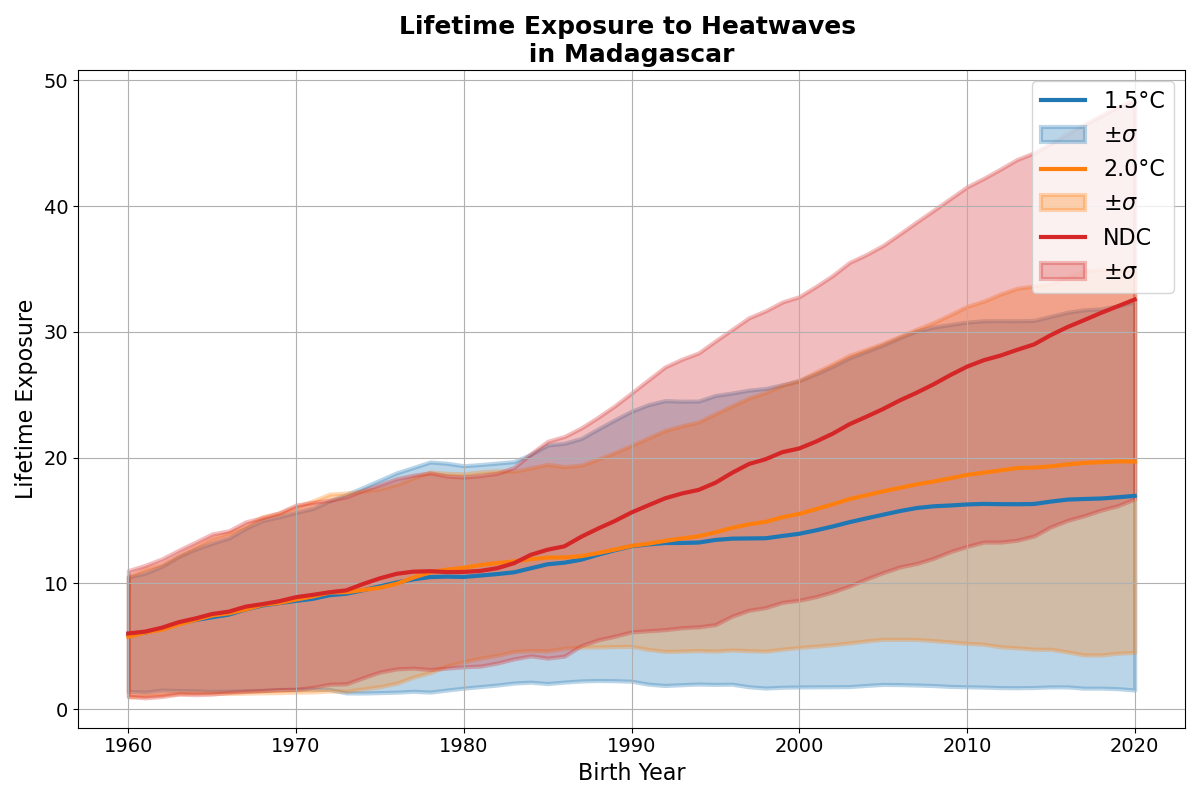 Lifetime Exposure to Heatwaves
in Madagascar
50
40
30
20
10
0
Lifetime Exposure
1960
1970
1980
1990
2000
2010
2020
Birth Year
1.5°C
±σ
2.0°C
±σ
NDC
±σ